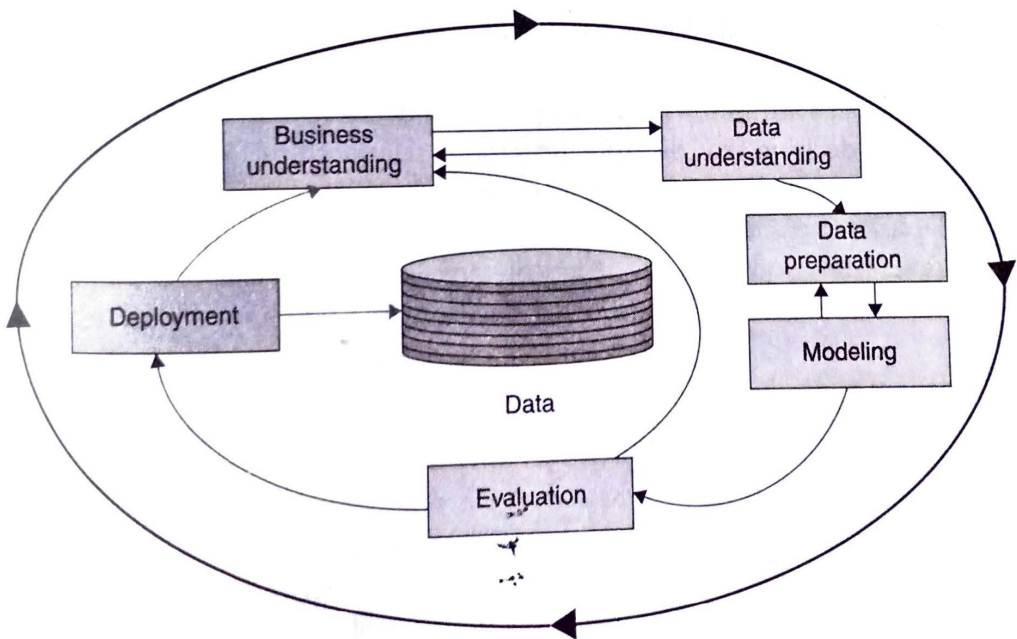 Business
understanding
Data
understanding
Data
preparation
Deployment
Modeling
Data
Evaluation